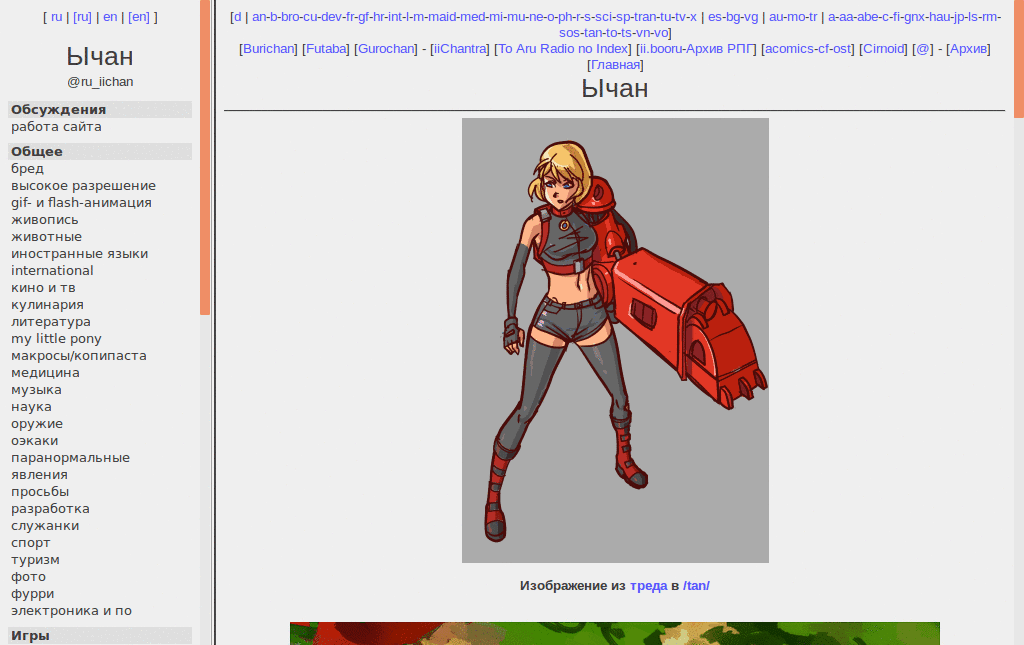 [ ru | [ru] | en | [en] ]
Ычан
@ru_iichan
Обсуждения
работа сайта
Общее
бред
высокое разрешение
gif- и flash-анимация
живопись
животные
иностранные языки
international
кино и тв
кулинария
литература
my little pony
макросы/копипаста
медицина
музыка
наука
оружие
оэкаки
паранормальные
явления
просьбы
разработка
служанки
спорт
туризм
фото
фурри
электроника и по
Игры
[d | an-b-bro-cu-dev-fr-gf-hr-int-l-m-maid-med-mi-mu-ne-o-ph-r-s-sci-sp-tran-tu-tv-x | es-bg-vg | au-mo-tr | a-aa-abe-c-fi-gnx-hau-jp-ls-rm-
sos-tan-to-ts-vn-vo]
[Burichan] [Futaba] [Gurochan] - [iiChantra] [To Aru Radio no Index] [ii.booru-Архив РПГ] [acomics-cf-ost] [Cirnoid] [@] - [Архив]
[Главная]
Ычан
Изображение из треда в /tan/